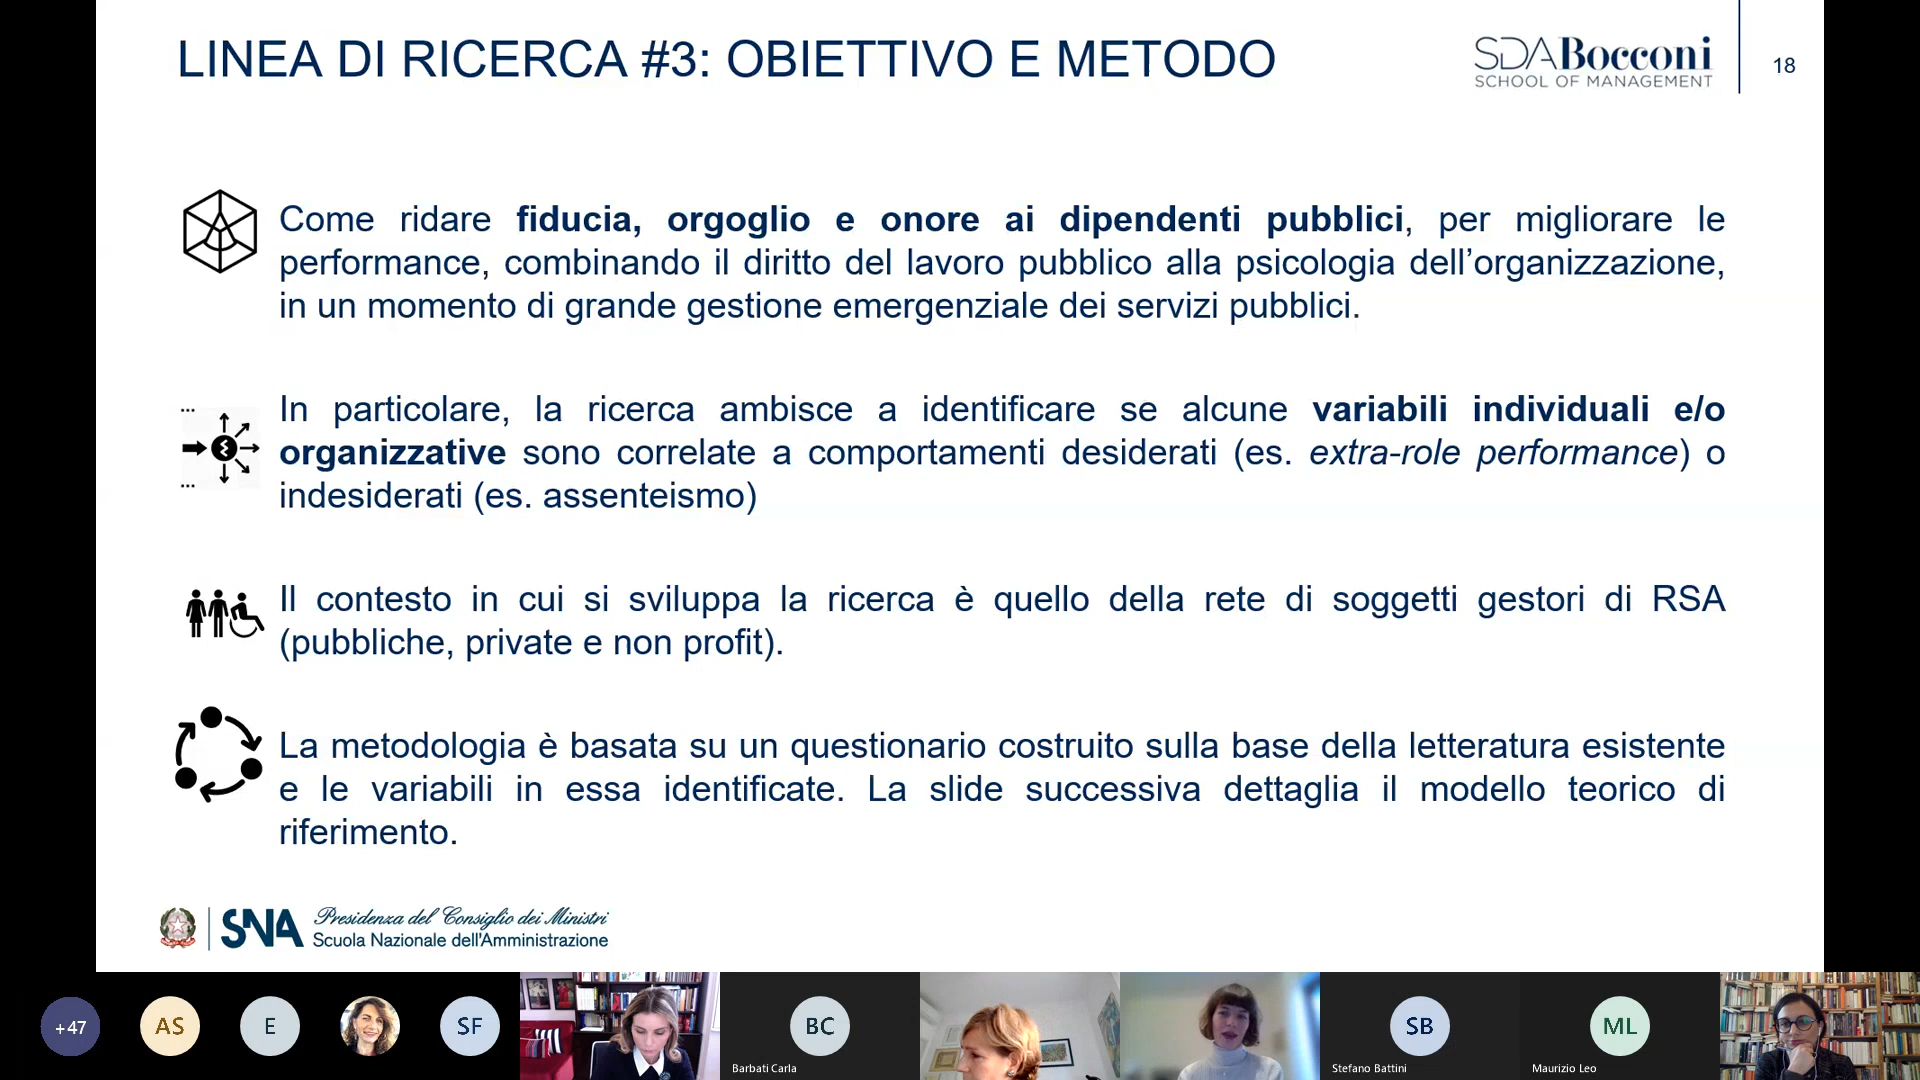 LINEA DI RICERCA #3: OBIETTIVO E METODO
SDA Bocconi
SCHOOL OF MANAGEMENT
18
Come ridare fiducia, orgoglio e onore ai dipendenti pubblici, per migliorare le
performance, combinando il diritto del lavoro pubblico alla psicologia dell’organizzazione,
in un momento di grande gestione emergenziale dei servizi pubblici.
In particolare, la ricerca ambisce a identificare se alcune variabili individuali e/o
organizzative sono correlate a comportamenti desiderati (es. extra-role performance) o
indesiderati (es. assenteismo)
Il contesto in cui si sviluppa la ricerca è quello della rete di soggetti gestori di RSA
(pubbliche, private e non profit).
La metodologia è basata su un questionario costruito sulla base della letteratura esistente
e le variabili in essa identificate. La slide successiva dettaglia il modello teorico di
riferimento.
SNA
Presidenza del Consiglio dei Ministri
Scuola Nazionale dell'Amministrazione
+47
AS
E
SF
BC
Barbati Carla
SB
Stefano Battini
ML
Maurizio Leo